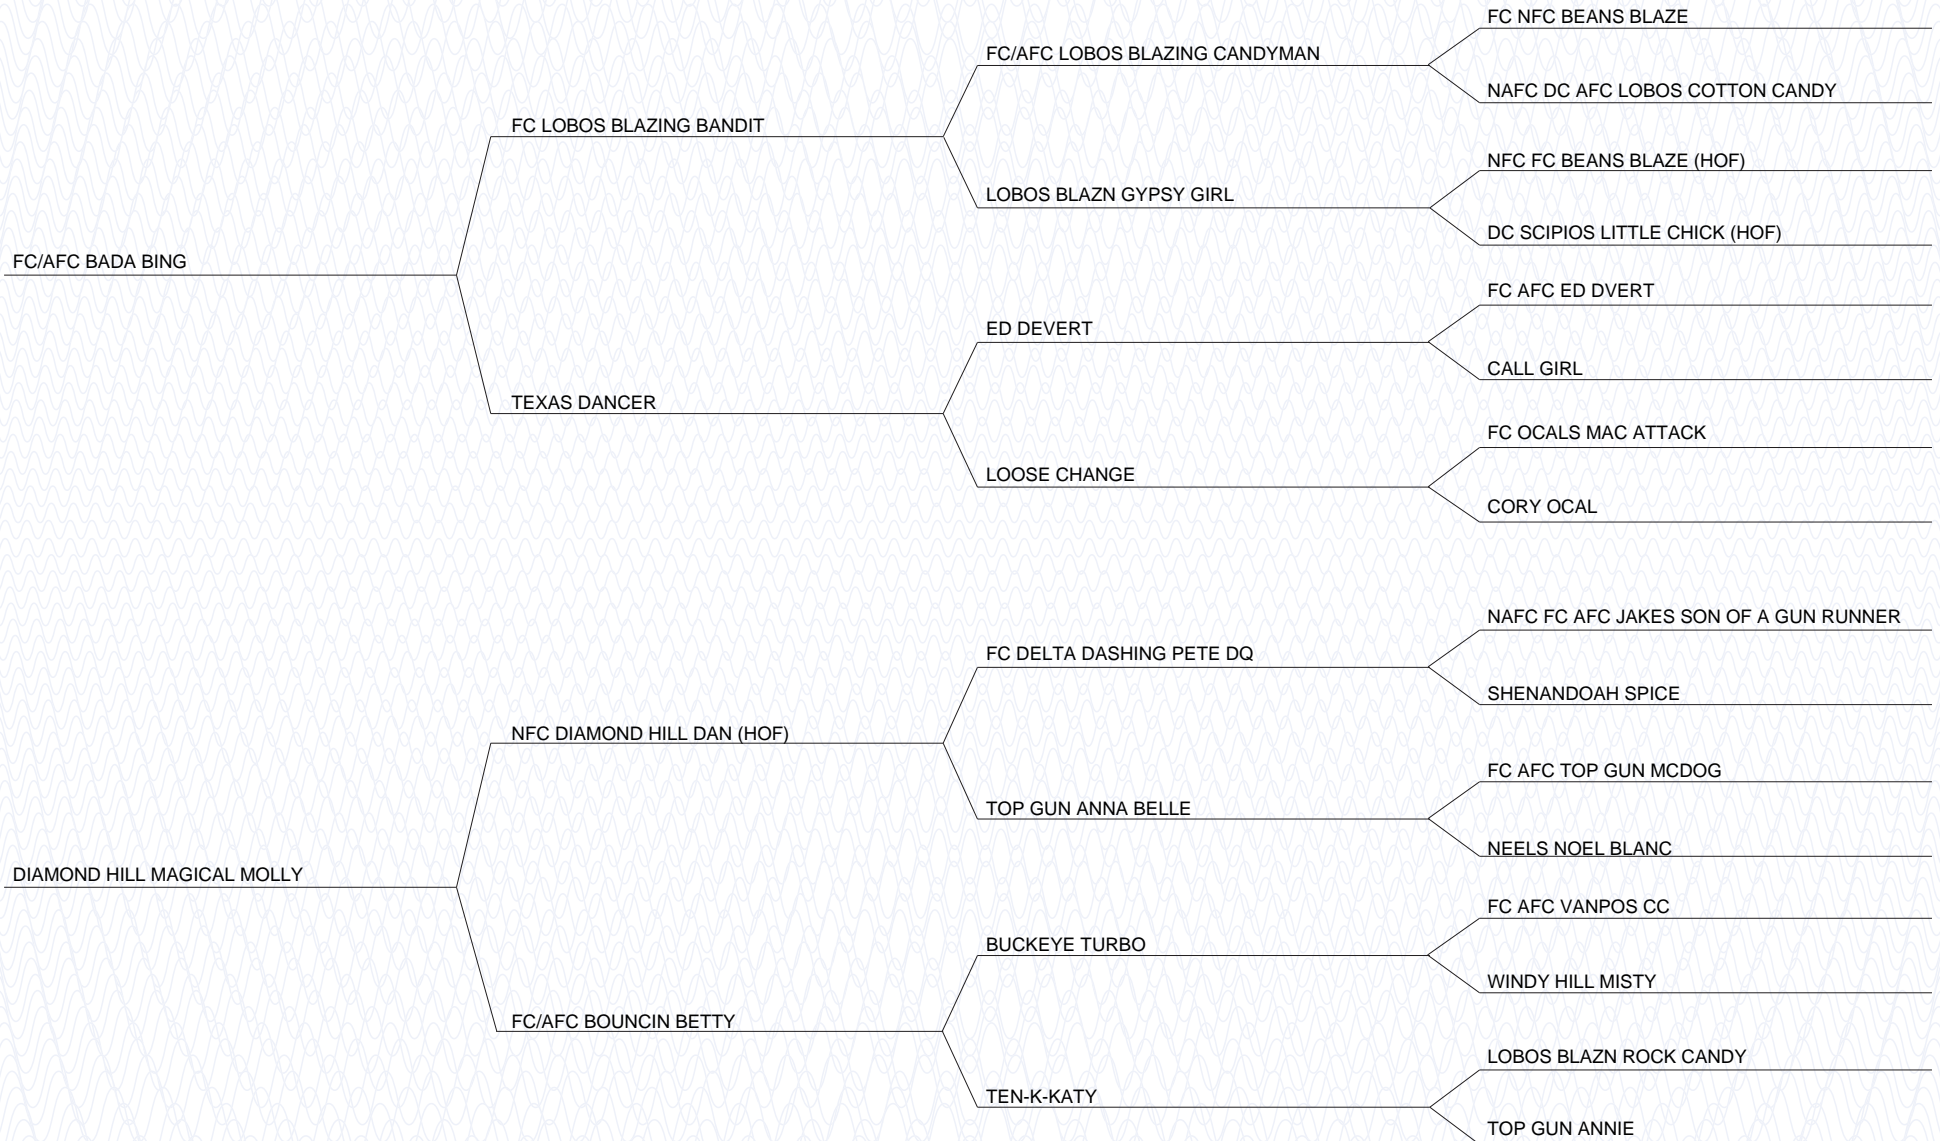 FC NFC BEANS BLAZE
FC/AFC LOBOS BLAZING CANDYMAN
NAFC DC AFC LOBOS COTTON CANDY
FC LOBOS BLAZING BANDIT
NFC FC BEANS BLAZE (HOF)
LOBOS BLAZN GYPSY GIRL
DC SCIPIOS LITTLE CHICK (HOF)
FC/AFC BADA BING
FC AFC ED DVERT
ED DEVERT
CALL GIRL
TEXAS DANCER
FC OCALS MAC ATTACK
LOOSE CHANGE
CORY OCAL
NAFC FC AFC JAKES SON OF A GUN RUNNER
FC DELTA DASHING PETE DQ
SHENANDOAH SPICE
NFC DIAMOND HILL DAN (HOF)
FC AFC TOP GUN MCDOG
TOP GUN ANNA BELLE
NEELS NOEL BLANC
DIAMOND HILL MAGICAL MOLLY
FC AFC VANPOS CC
BUCKEYE TURBO
WINDY HILL MISTY
FC/AFC BOUNCIN BETTY
LOBOS BLAZN ROCK CANDY
TEN-K-KATY
TOP GUN ANNIE